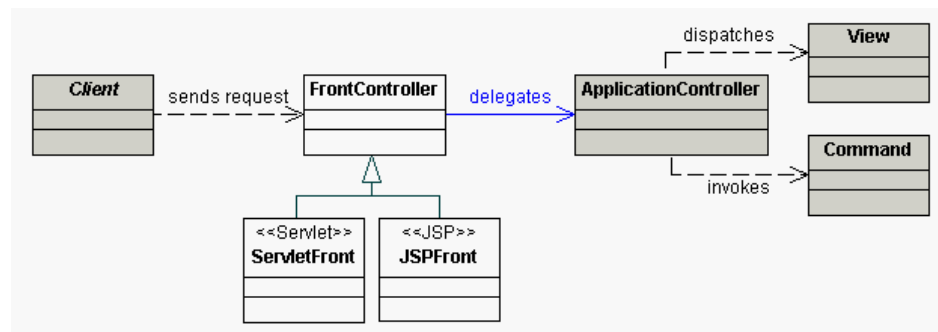 dispatches
View
Client
sends request
FrontController
delegates
ApplicationController
Command
invokes
<<Servlet>>
ServletFront
<<JSP>>
JSPFront